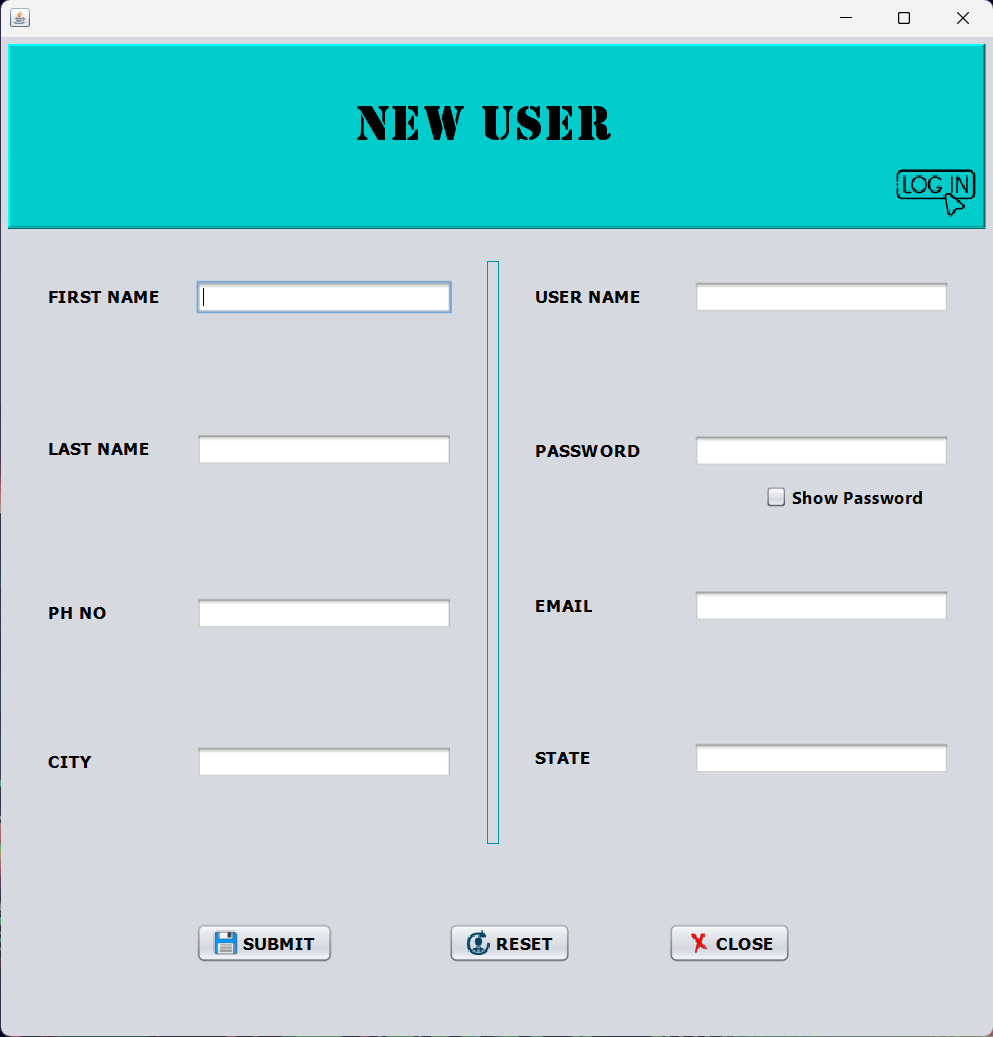 NEW USER
LOG IN
FIRST NAME
USER NAME
LAST NAME
PASSWORD
Show Password
PH NO
EMAIL
CITY
STATE
SUBMIT
RESET
CLOSE